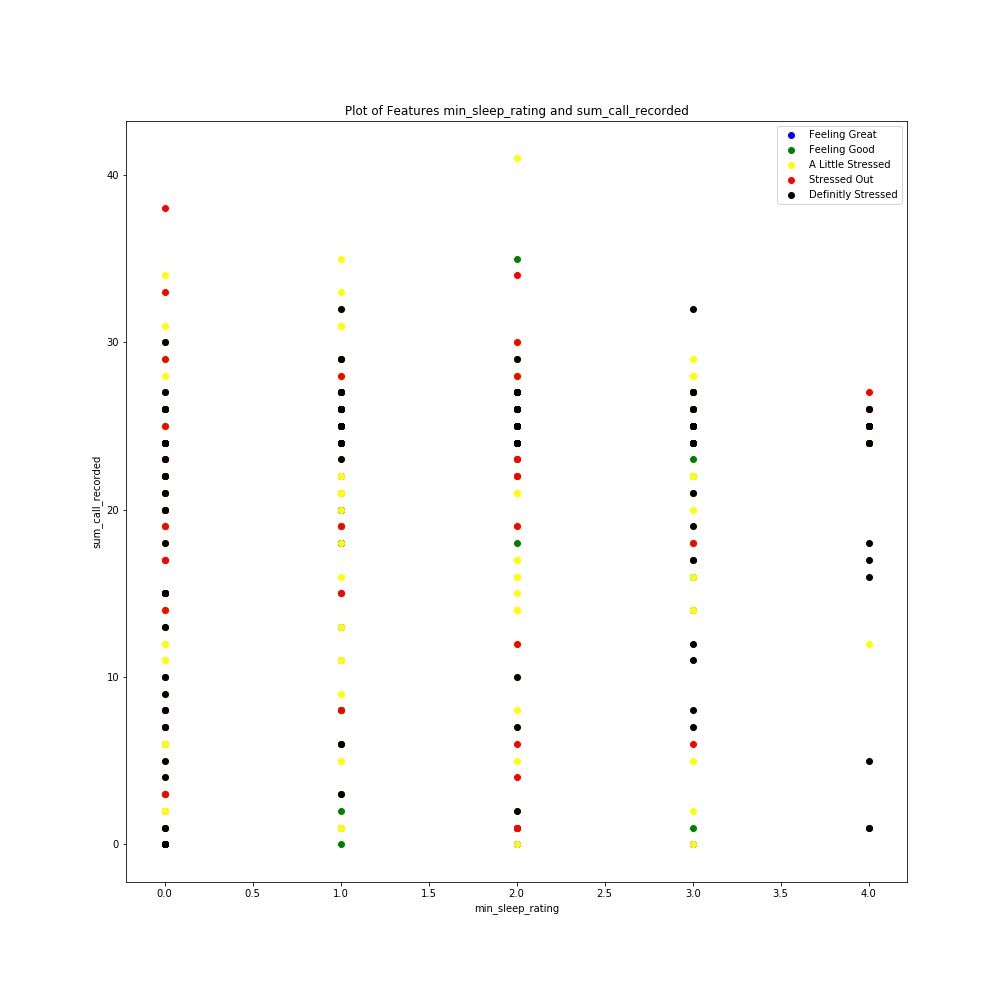 Plot of Features min_sleep_rating and sum_call_recorded
Feeling Great
Feeling Good
A Little Stressed
Stressed Out
Definitly Stressed
sum_call_recorded
40
30
20
10
0
0.0 0.5 1.0 1.5 2.0 2.5 3.0 3.5 4.0
min_sleep_rating